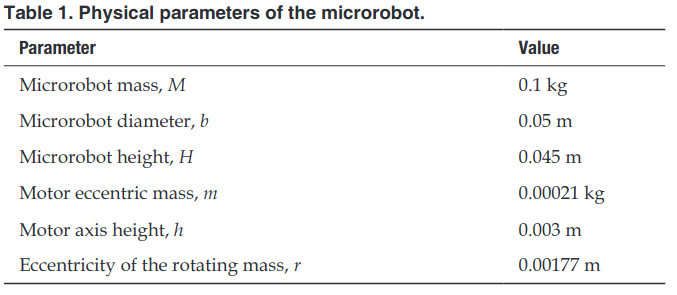 Table 1. Physical parameters of the microrobot.
Parameter Value
Microrobot mass, M 0.1 kg
Microrobot diameter, b 0.05 m
Microrobot height, H 0.045 m
Motor eccentric mass, m 0.00021 kg
Motor axis height, h 0.003 m
Eccentricity of the rotating mass, r 0.00177 m